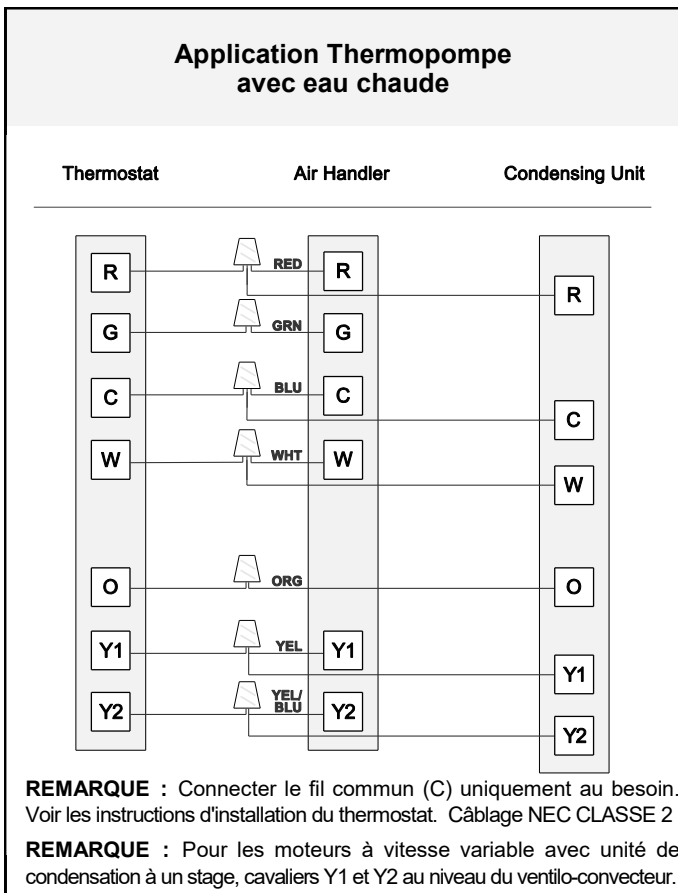 Application Thermopompe
avec eau chaude
Thermostat Air Handler Condensing Unit
R RED R
R
G GRN G
C BLU C
C
W WHT W
W
O ORG O
Y1 YEL Y1
Y1
Y2 YEL/
BLU Y2
Y2
REMARQUE : Connecter le fil commun (C) uniquement au besoin.
Voir les instructions d'installation du thermostat. Câblage NEC CLASSE 2
REMARQUE : Pour les moteurs à vitesse variable avec unité de
condensation à un stage, cavaliers Y1 et Y2 au niveau du ventilo-convecteur.